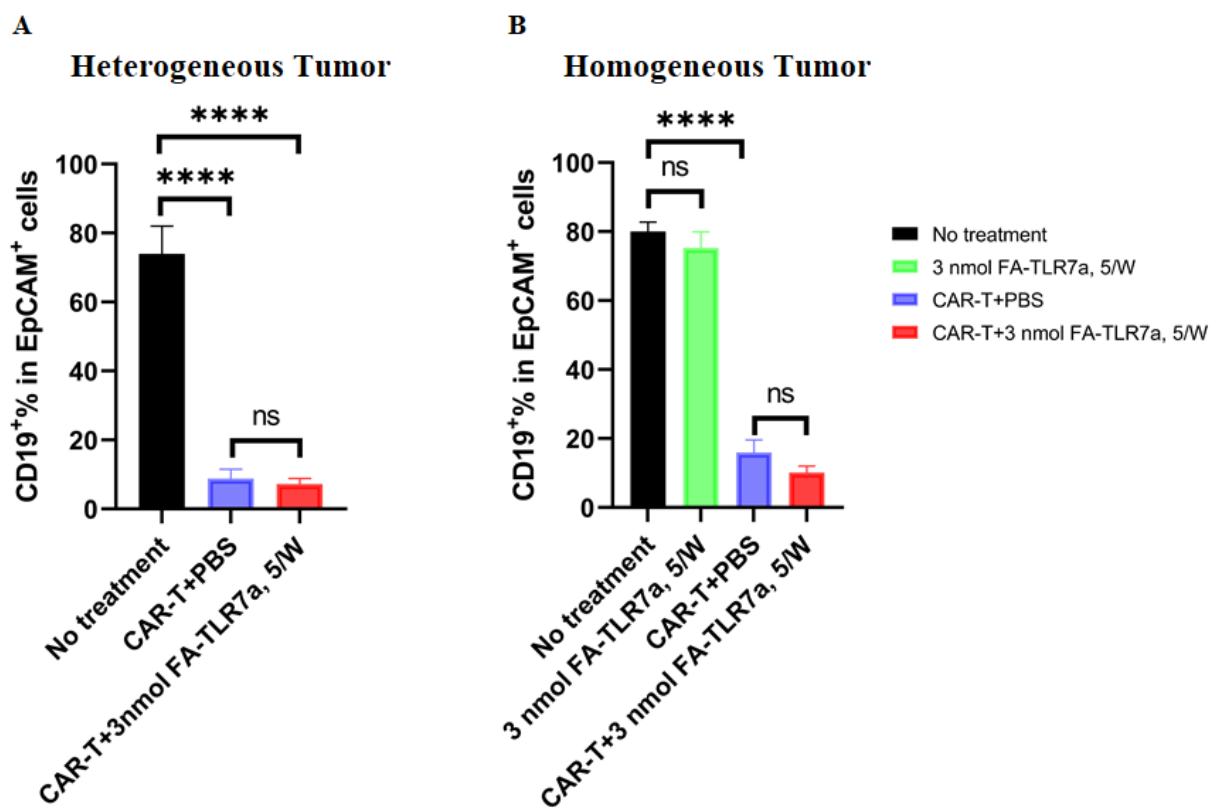 A
Heterogeneous Tumor
****
****
ns
CD19+% in EpCAM+ cells
100
80
60
40
20
0
No treatment
CAR-T+PBS
CAR-T+3nmol FA-TLR7a, 5/W
B
Homogeneous Tumor
****
ns
ns
CD19+% in EpCAM+ cells
100
80
60
40
20
0
No treatment
3 nmol FA-TLR7a, 5/W
CAR-T+PBS
CAR-T+3 nmol FA-TLR7a, 5/W
No treatment
3 nmol FA-TLR7a, 5/W
CAR-T+PBS
CAR-T+3 nmol FA-TLR7a, 5/W